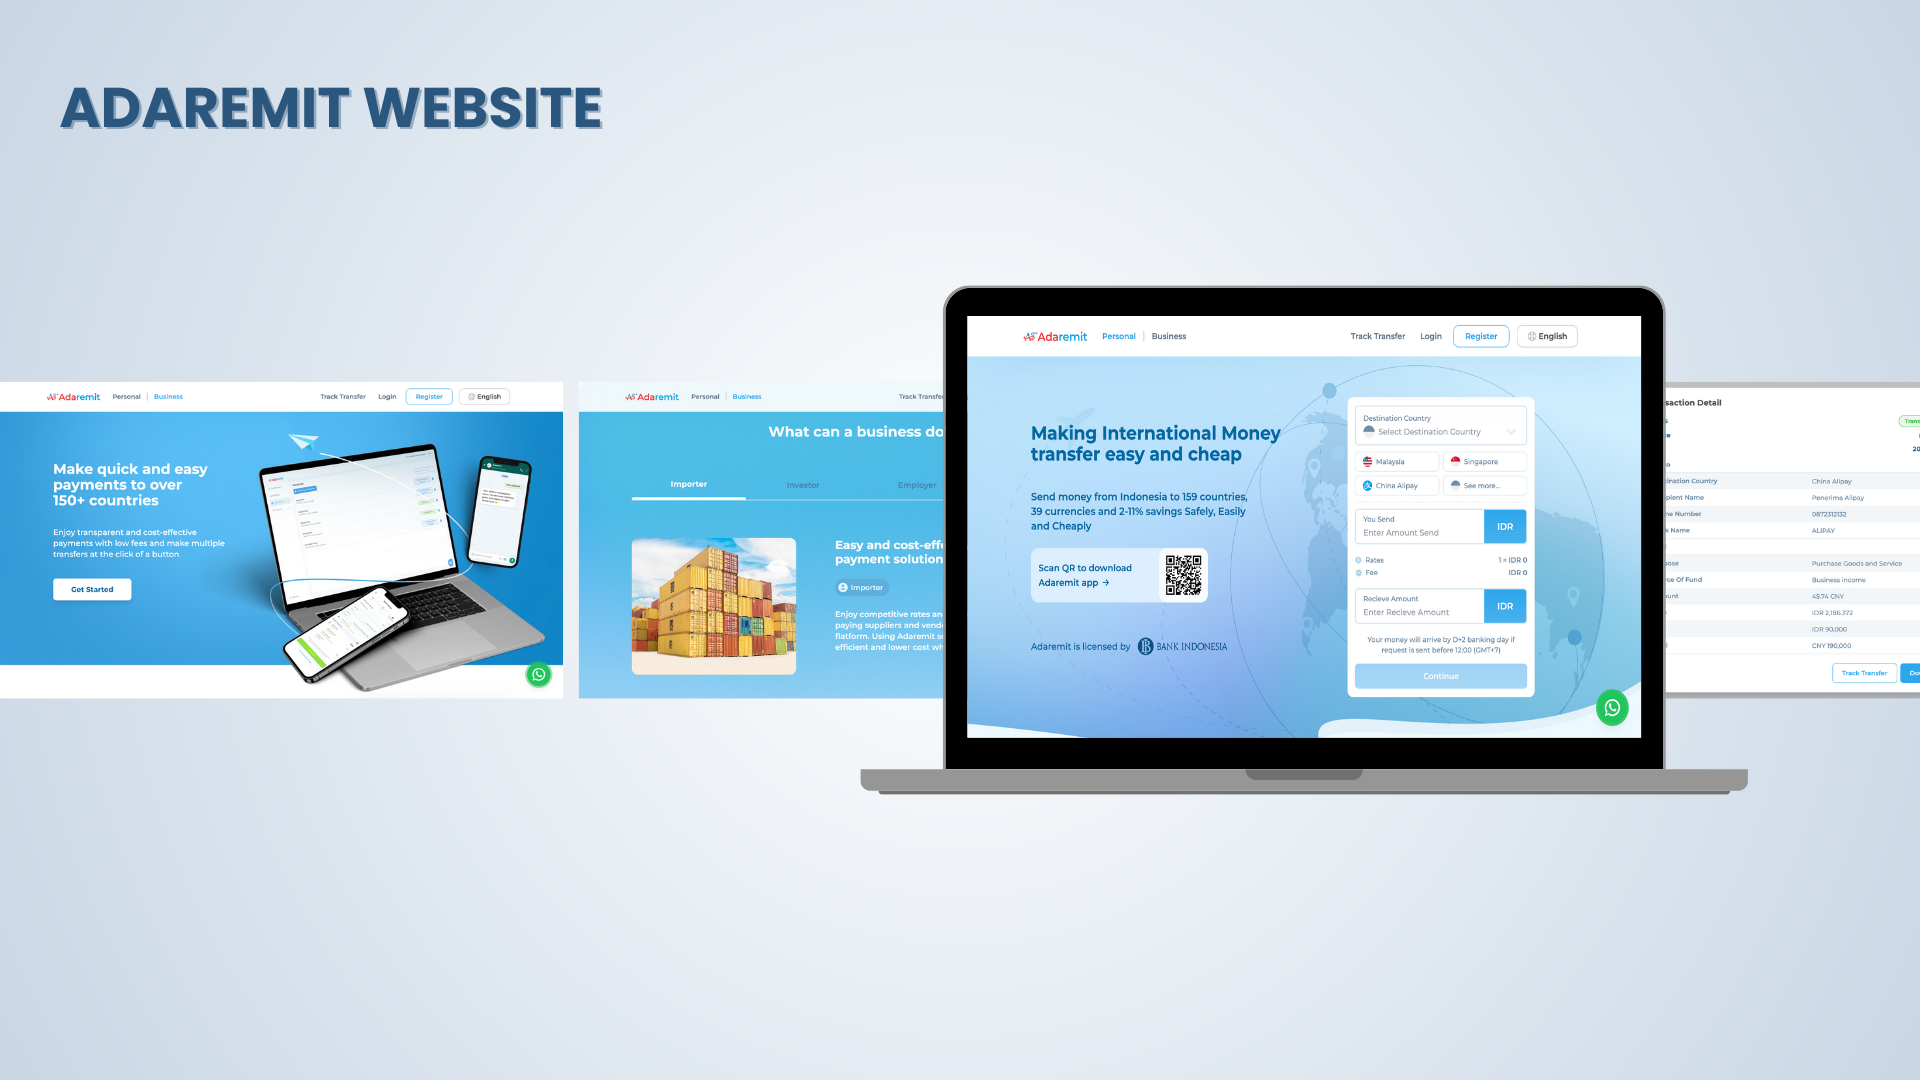 ADAREMIT WEBSITE
Adaremit
Personal | Business
Track Transfer
Login
Register
English
Make quick and easy
payments to over
150+ countries
Enjoy transparent and cost-effective
payments with low fees and make multiple
transfers at the click of a button
Get Started
Adaremit
Personal | Business
Track Transfer
What can a business do
Importer
Investor
Employer
Easy and cost-effe
payment solution
Importer
Enjoy competitive rates an
paying suppliers and vend
flatform. Using Adaremit s
efficient and lower cost wh
Adaremit
Personal | Business
Track Transfer
Login
Register
English
Making International Money
transfer easy and cheap
Send money from Indonesia to 159 countries,
39 currencies and 2-11% savings Safely, Easily
and Cheaply
Scan QR to download
Adaremit app →
Adaremit is licensed by
BANK INDONESIA
Destination Country
Select Destination Country
Malaysia
Singapore
China Alipay
See more...
You Send
Enter Amount Send
IDR
Rates
1 = IDR 0
Fee
IDR 0
Recieve Amount
Enter Recieve Amount
IDR
Your money will arrive by D+2 banking day if
request is sent before 12:00 (GMT+7)
Continue
saction Detail
Trans
20
ination Country
China Alipay
pient Name
Penerima Alipay
ne Number
0872312132
k Name
ALIPAY
ose
Purchase Goods and Service
ce Of Fund
Business income
unt
45.74 CNY
IDR 2,186.372
IDR 90,000
CNY 190,000
Track Transfer
Do